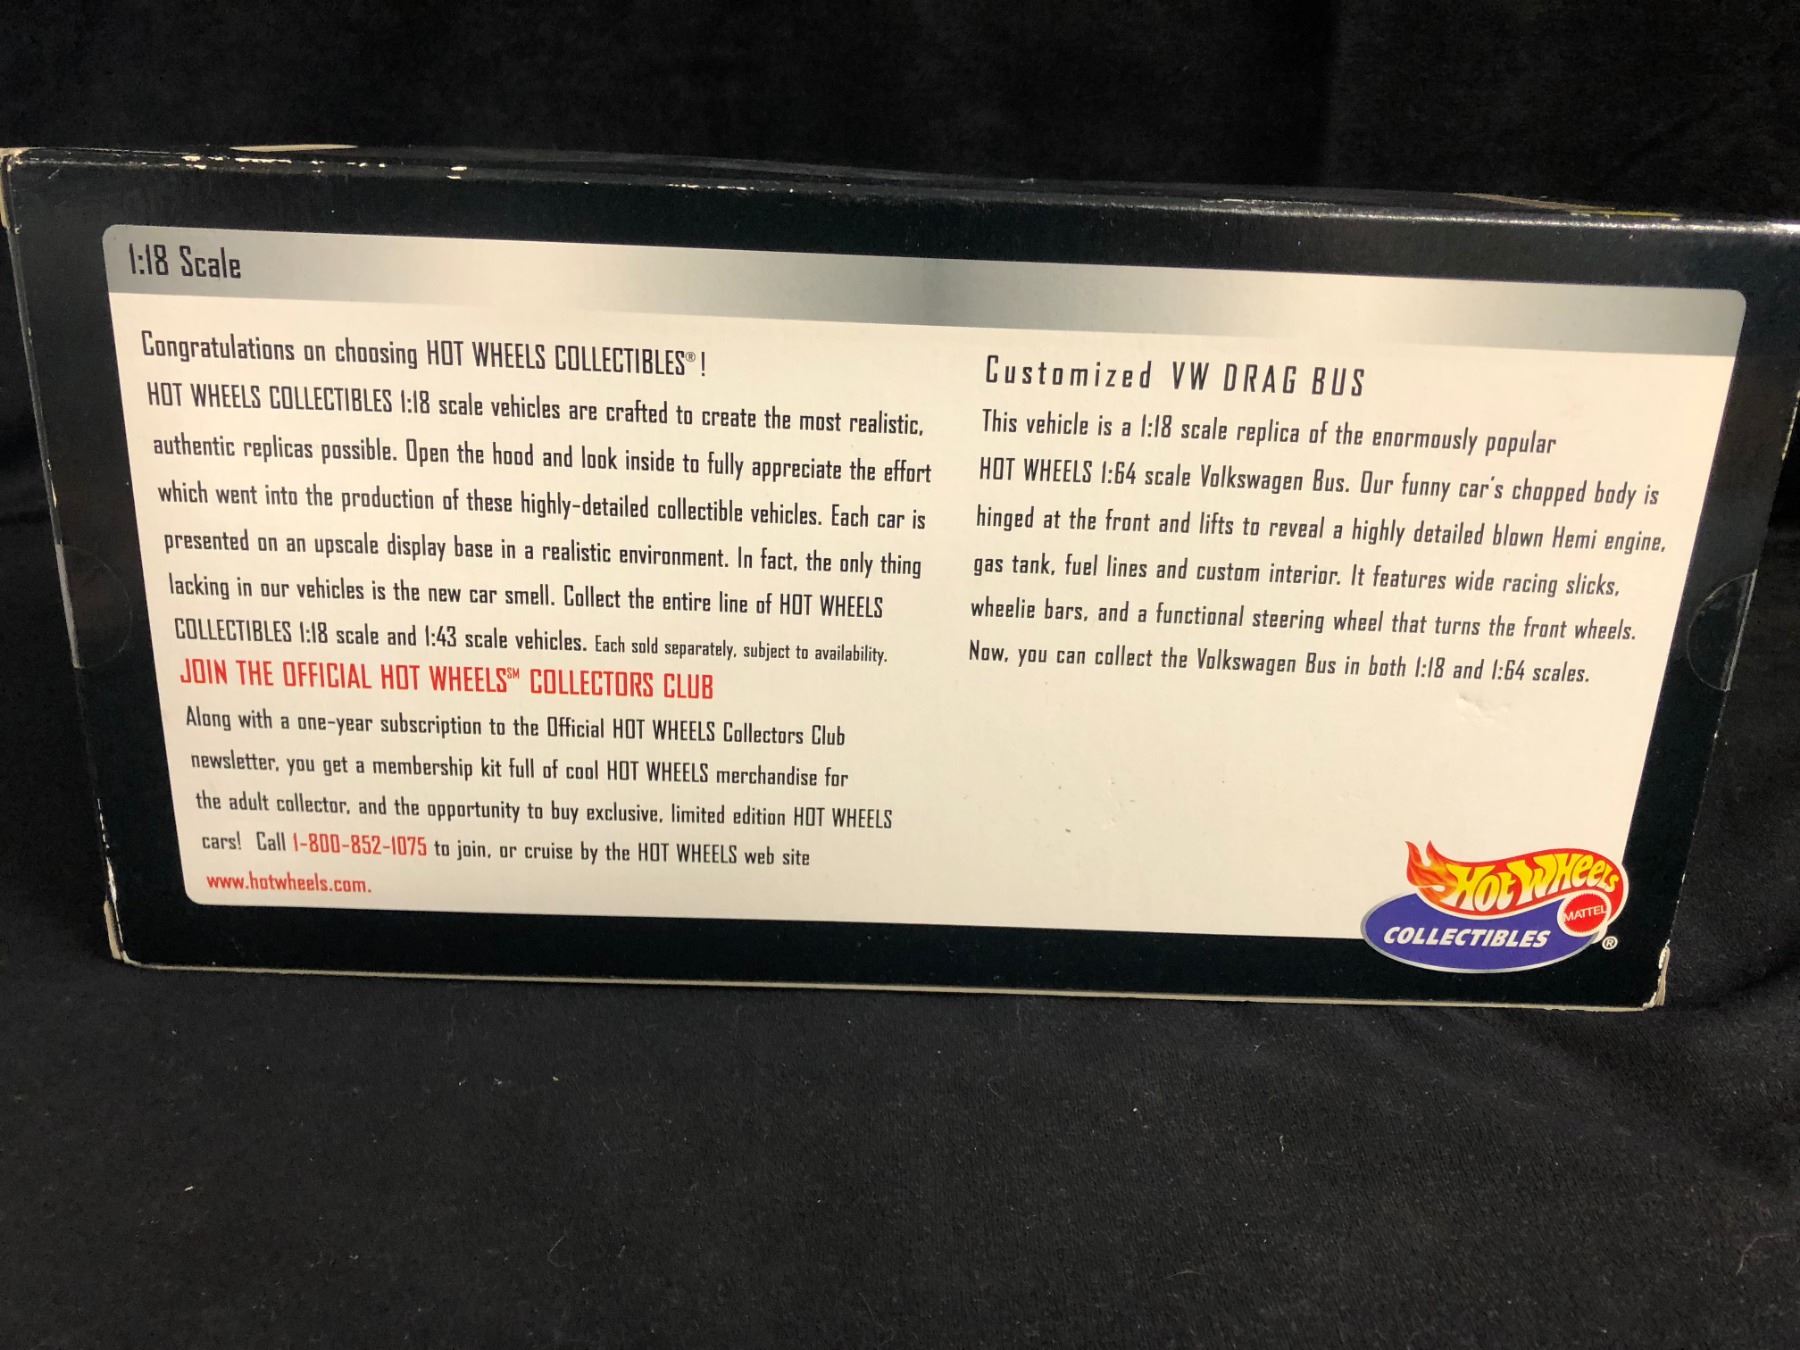 1:18 Scale
Congratulations on choosing HOT WHEELS COLLECTIBLES®!
HOT WHEELS COLLECTIBLES 1:18 scale vehicles are crafted to create the most realistic,
authentic replicas possible. Open the hood and look inside to fully appreciate the effort
which went into the production of these highly-detailed collectible vehicles. Each car is
presented on an upscale display base in a realistic environment. In fact, the only thing
lacking in our vehicles is the new car smell. Collect the entire line of HOT WHEELS
COLLECTIBLES 1:18 scale and 1:43 scale vehicles. Each sold separately, subject to availability.
JOIN THE OFFICIAL HOT WHEELS℠ COLLECTORS CLUB
Along with a one-year subscription to the Official HOT WHEELS Collectors Club
newsletter, you get a membership kit full of cool HOT WHEELS merchandise for
the adult collector, and the opportunity to buy exclusive, limited edition HOT WHEELS
cars! Call 1-800-852-1075 to join, or cruise by the HOT WHEELS web site
www.hotwheels.com.
Customized VW DRAG BUS
This vehicle is a 1:18 scale replica of the enormously popular
HOT WHEELS 1:64 scale Volkswagen Bus. Our funny car's chopped body is
hinged at the front and lifts to reveal a highly detailed blown Hemi engine,
gas tank, fuel lines and custom interior. It features wide racing slicks,
wheelie bars, and a functional steering wheel that turns the front wheels.
Now, you can collect the Volkswagen Bus in both 1:18 and 1:64 scales.
HOT WHEELS
MATTEL
COLLECTIBLES ®